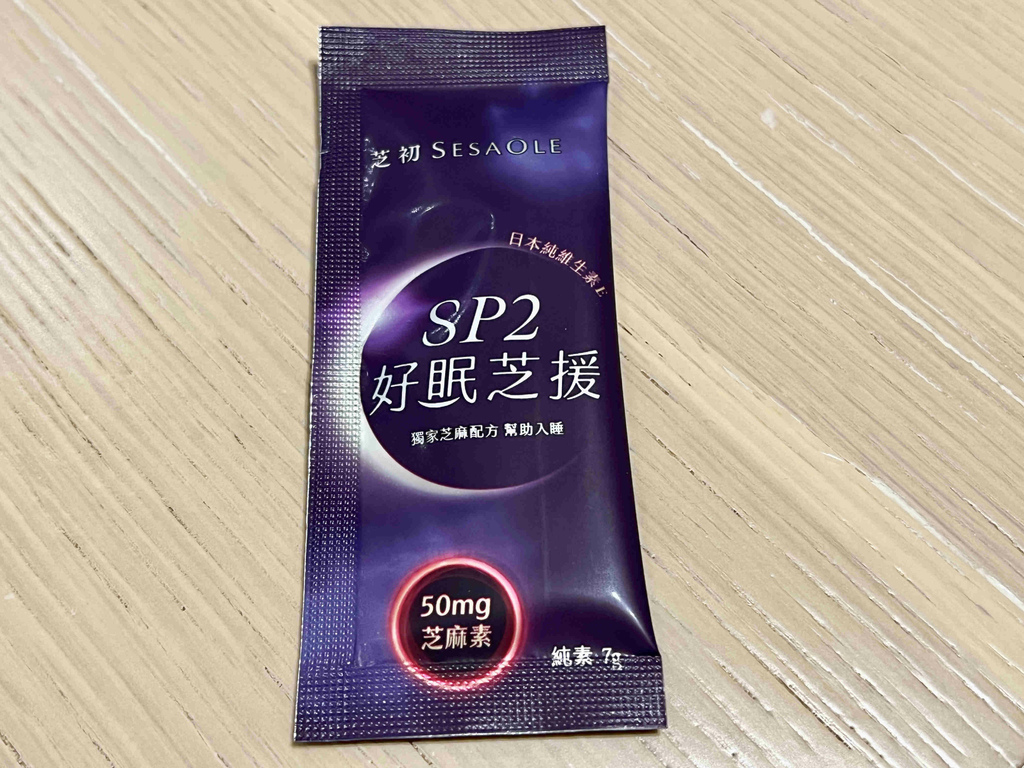 芝初 SESAOLE
日本純維生素E
SP2
好眠芝援
獨家芝麻配方 幫助入睡
50mg
芝麻素
純素 7g